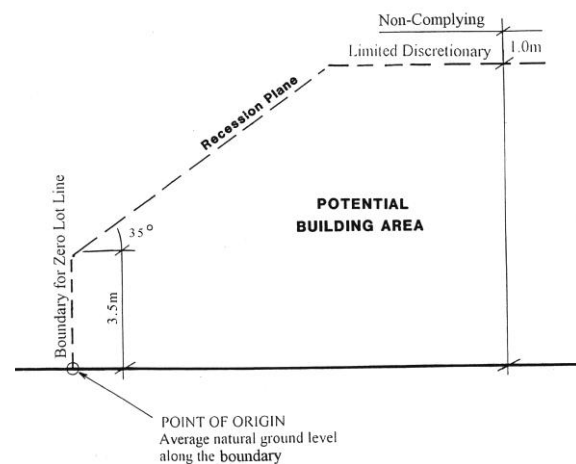 Non-Complying
Limited Discretionary
1.0m
Recession Plane
Boundary for Zero Lot Line
35°
3.5m
POTENTIAL
BUILDING AREA
POINT OF ORIGIN
Average natural ground level
along the boundary